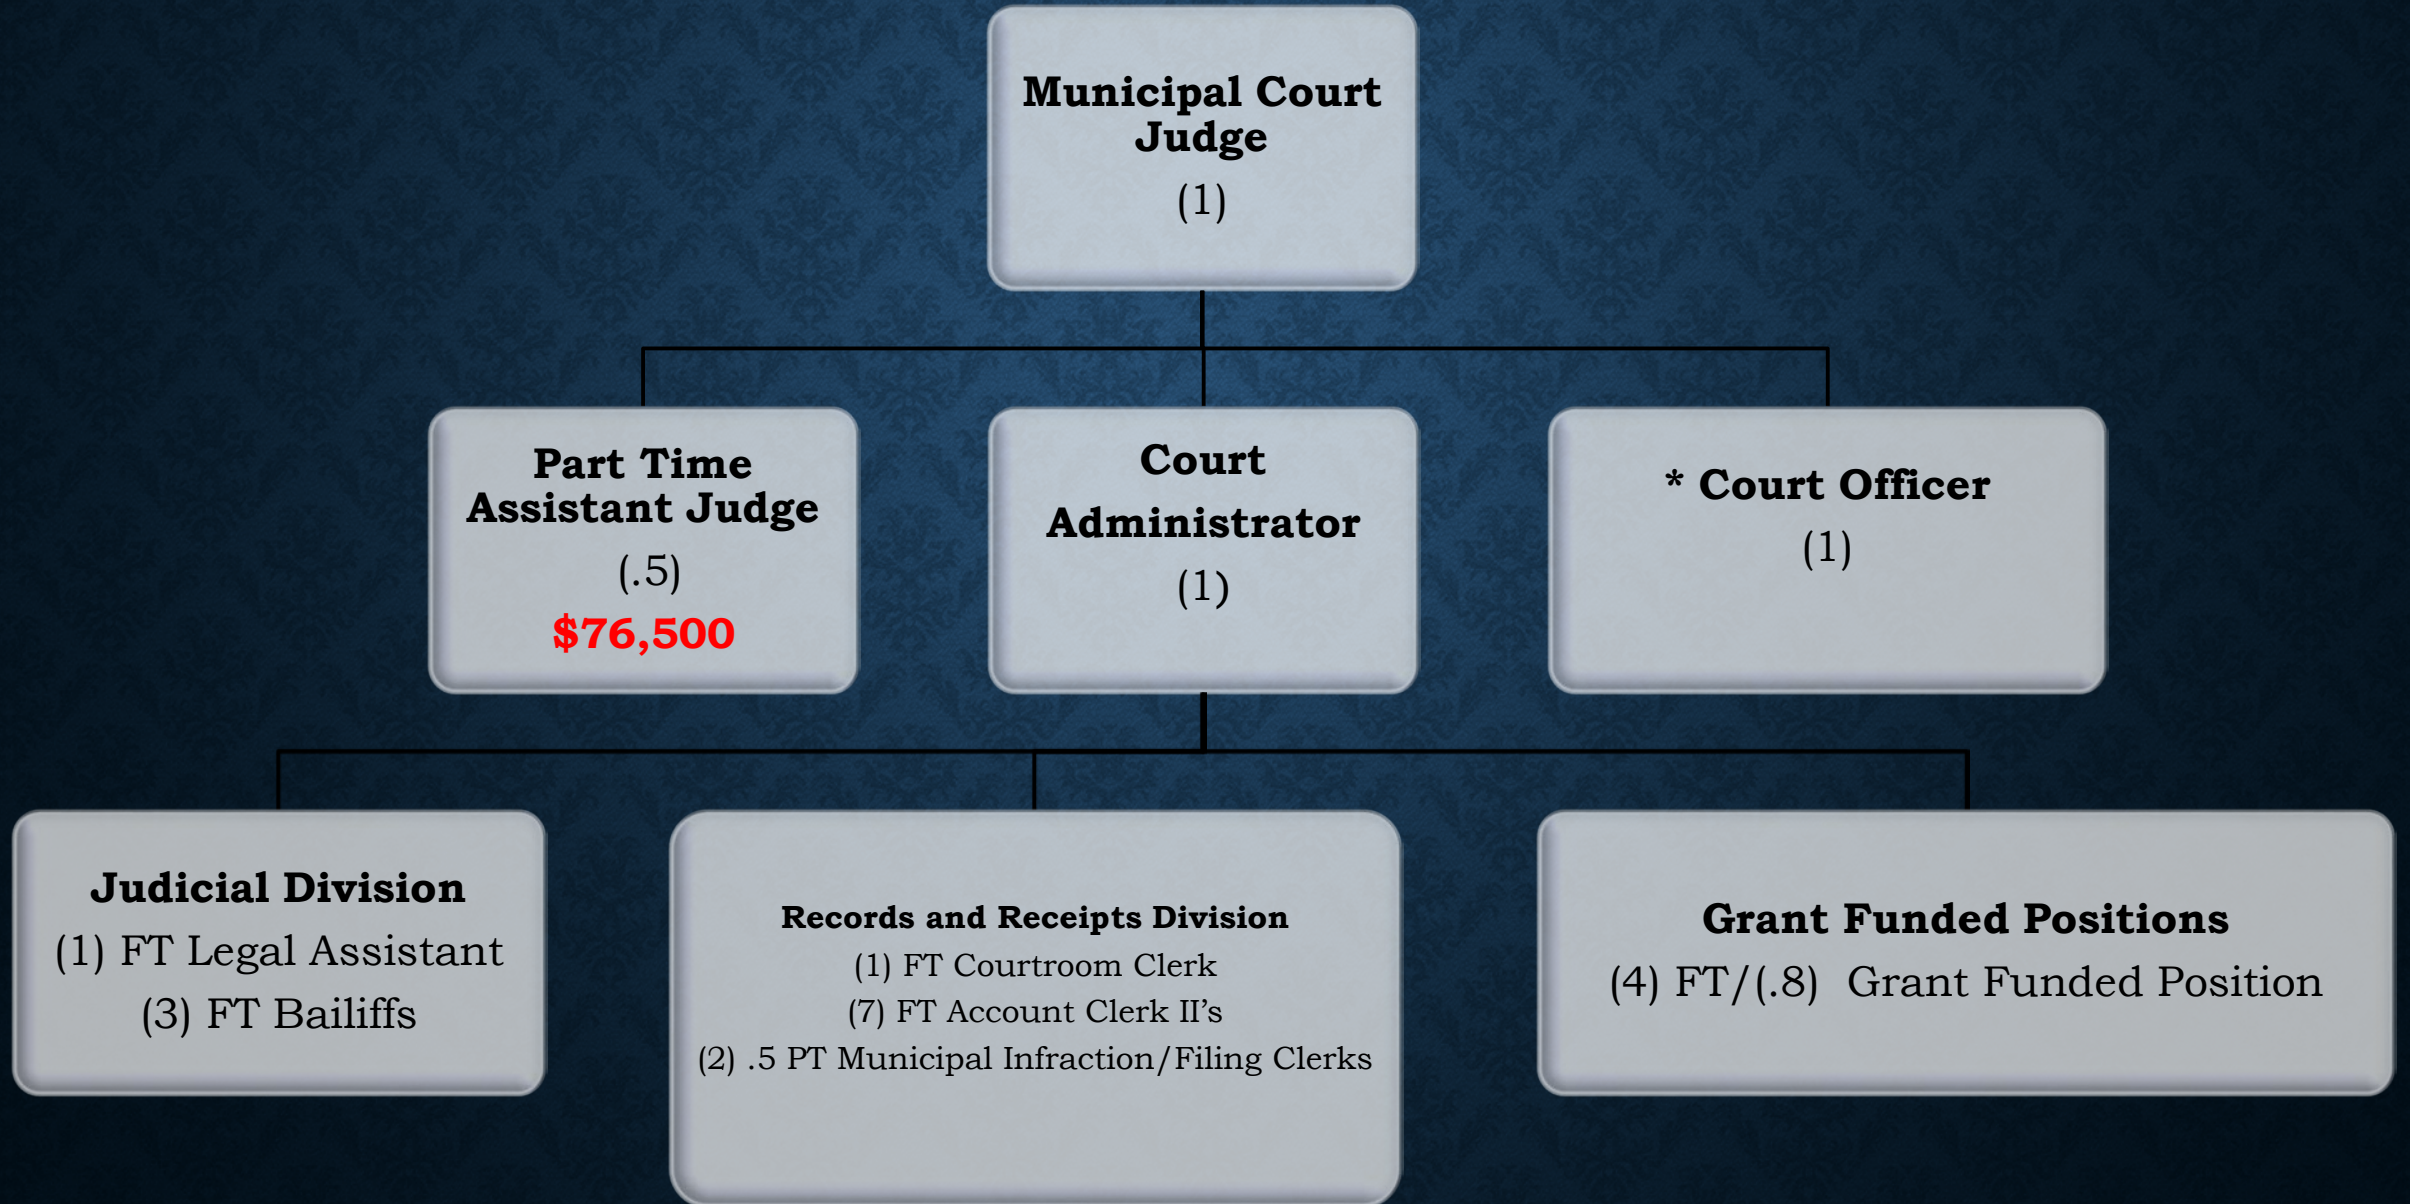 Municipal Court
Judge
(1)
Part Time
Assistant Judge
(.5)
$76,500
Court
Administrator
(1)
* Court Officer
(1)
Judicial Division
(1) FT Legal Assistant
(3) FT Bailiffs
Records and Receipts Division
(1) FT Courtroom Clerk
(7) FT Account Clerk II’s
(2) .5 PT Municipal Infraction/Filing Clerks
Grant Funded Positions
(4) FT/(.8) Grant Funded Position